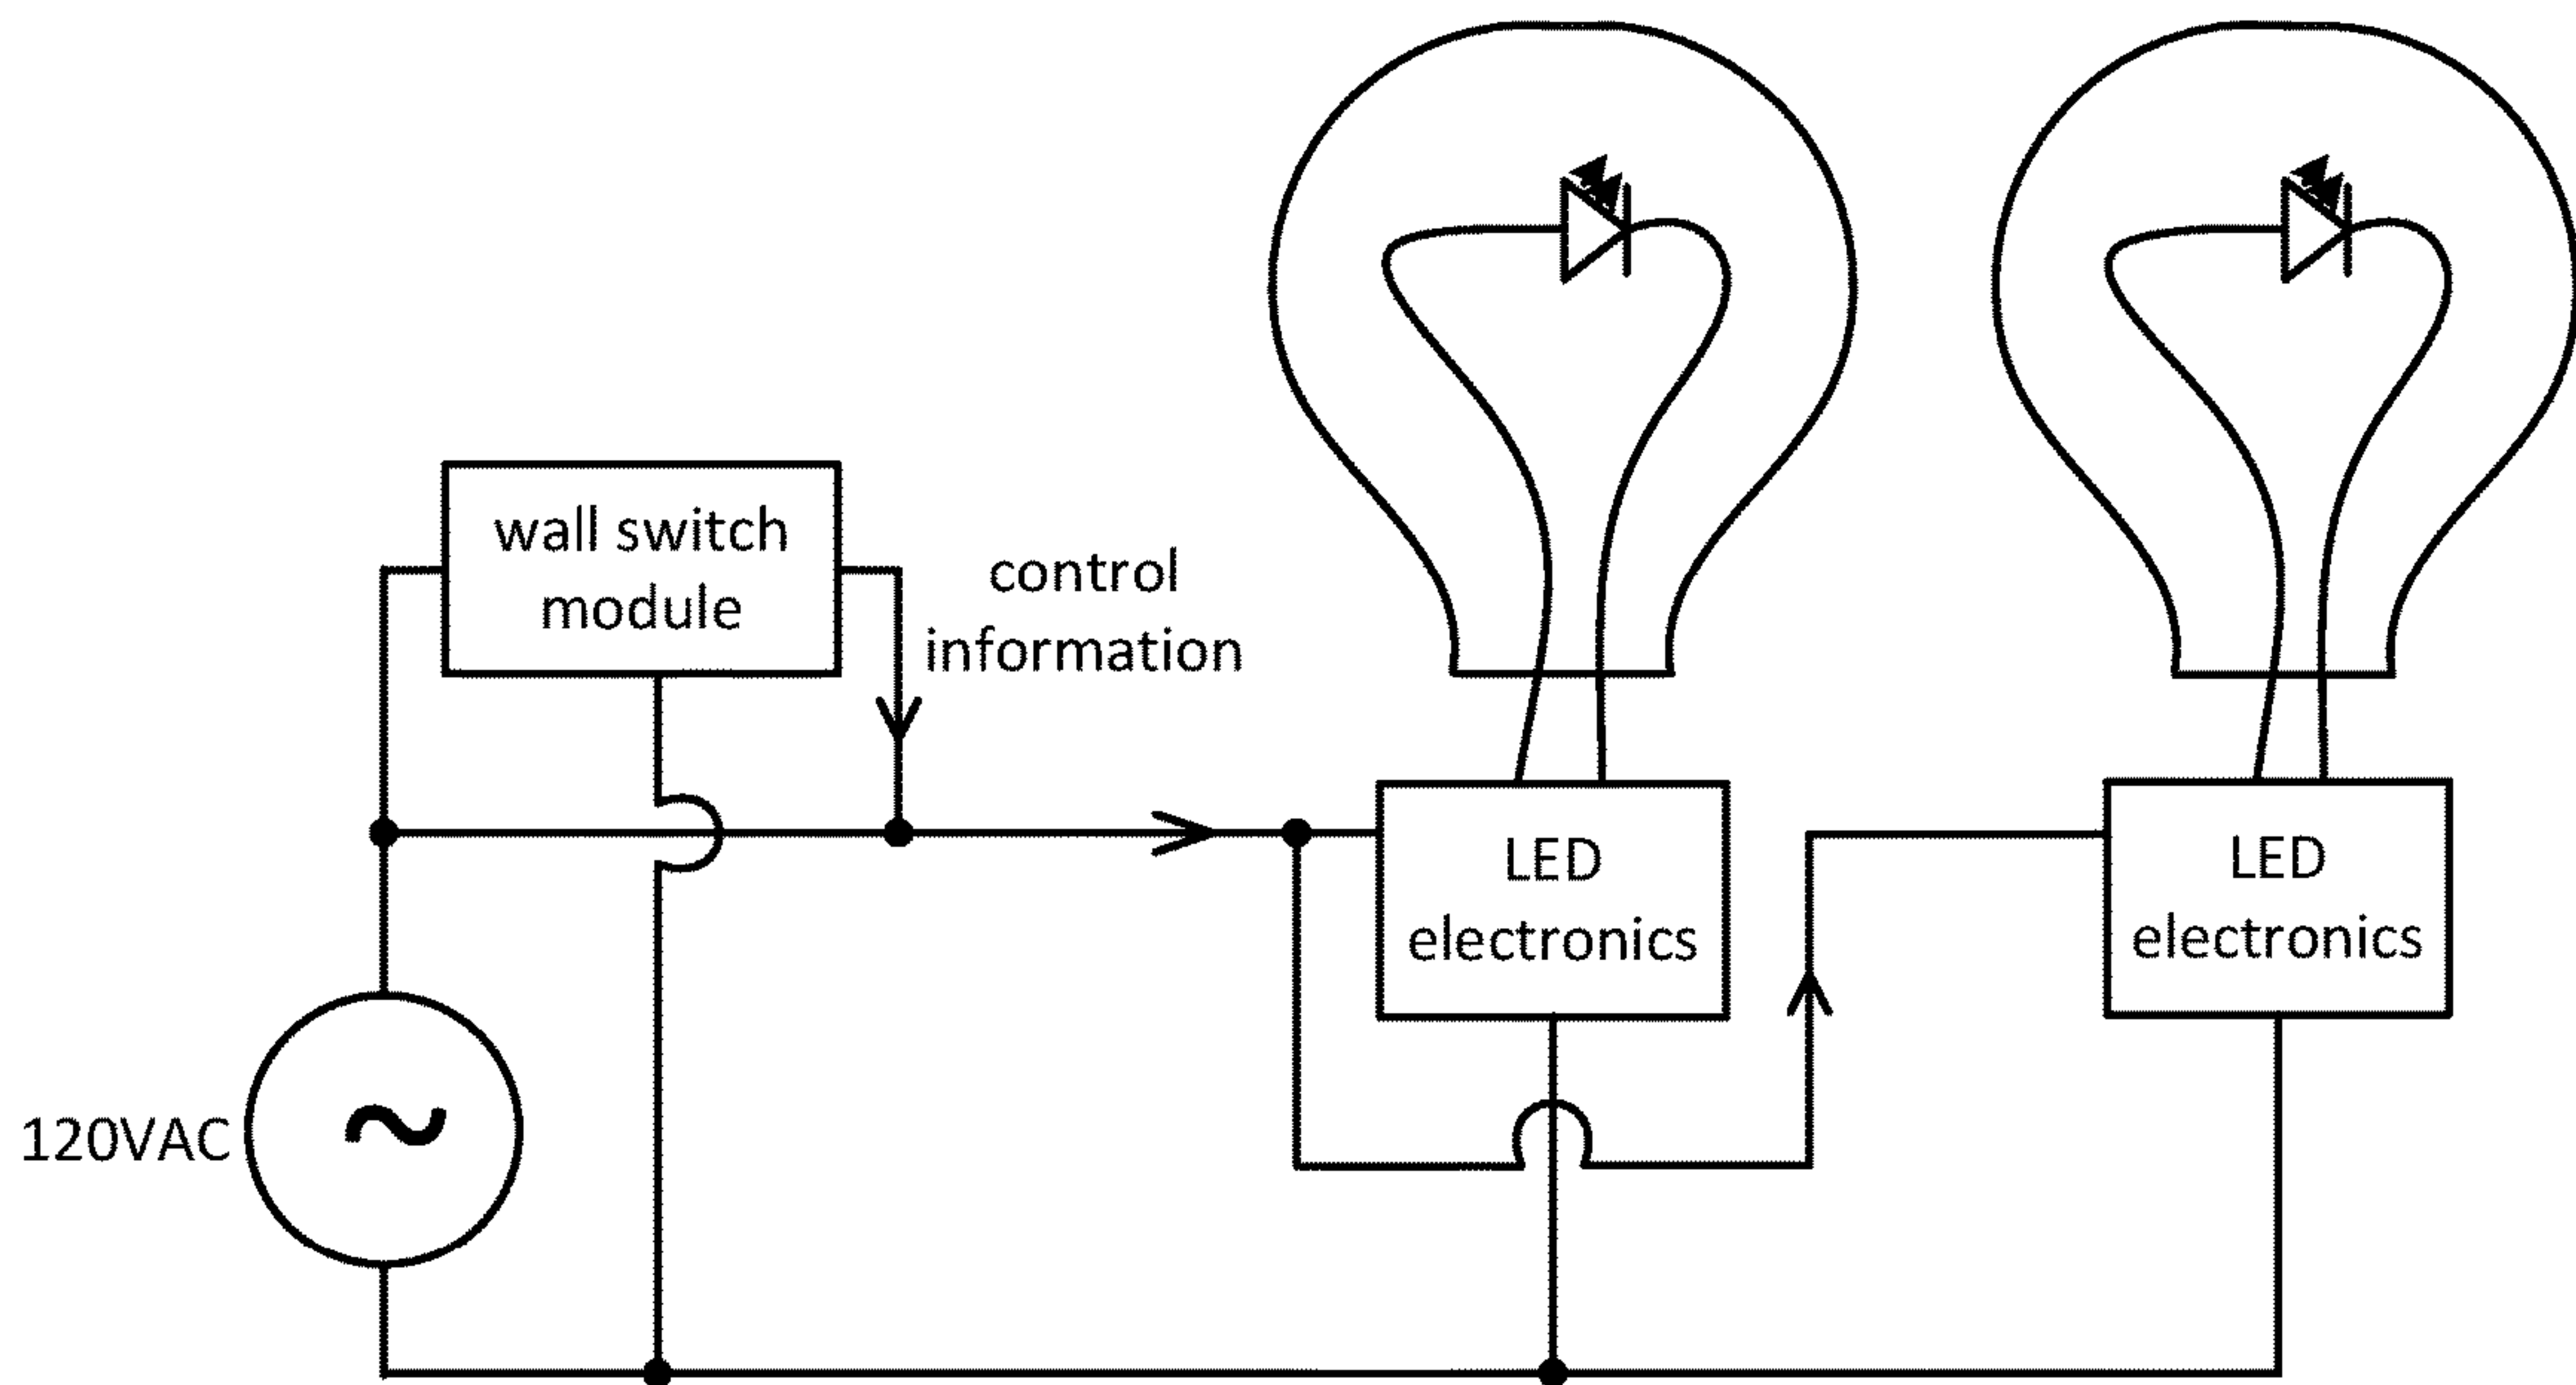 wall switch
module
control
information
LED
electronics
LED
electronics
120VAC